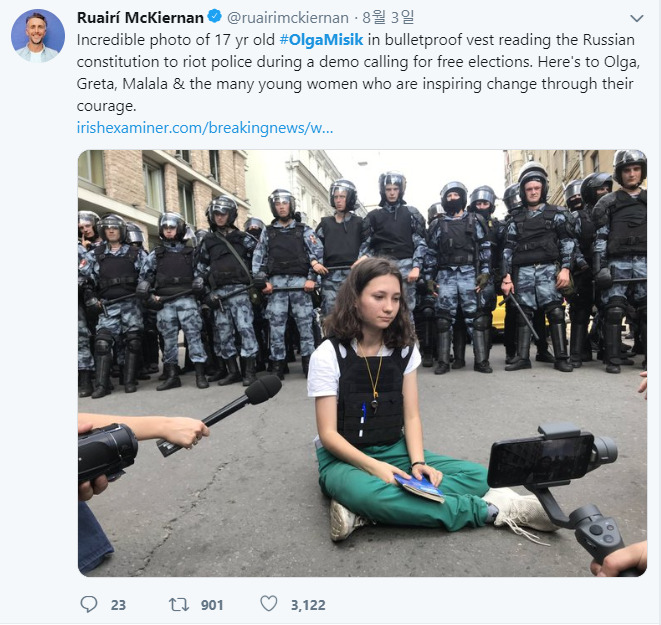 Ruairí McKiernan @ruairimckiernan · 8월 3일
Incredible photo of 17 yr old #OlgaMisik in bulletproof vest reading the Russian
constitution to riot police during a demo calling for free elections. Here's to Olga,
Greta, Malala & the many young women who are inspiring change through their
courage.
irishexaminer.com/breakingnews/w...
23 901 3,122